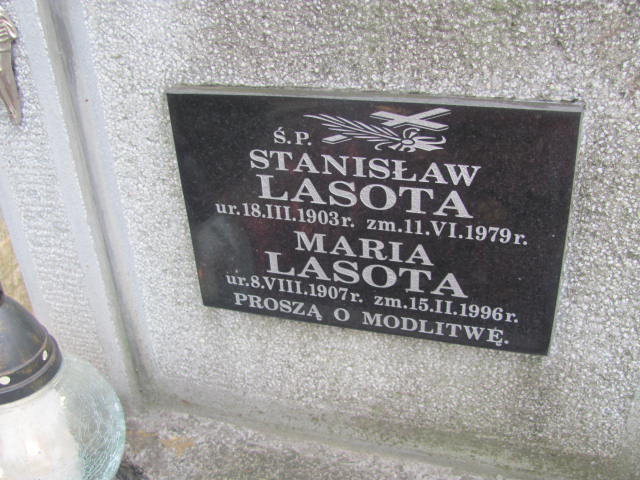 Ś.P.
STANISŁAW
LASOTA
ur.18.III.1903r. zm.11.VI.1979r.
MARIA
LASOTA
ur.8.VIII.1907r. zm.15.II.1996r.
PROSZĄ O MODLITWĘ.